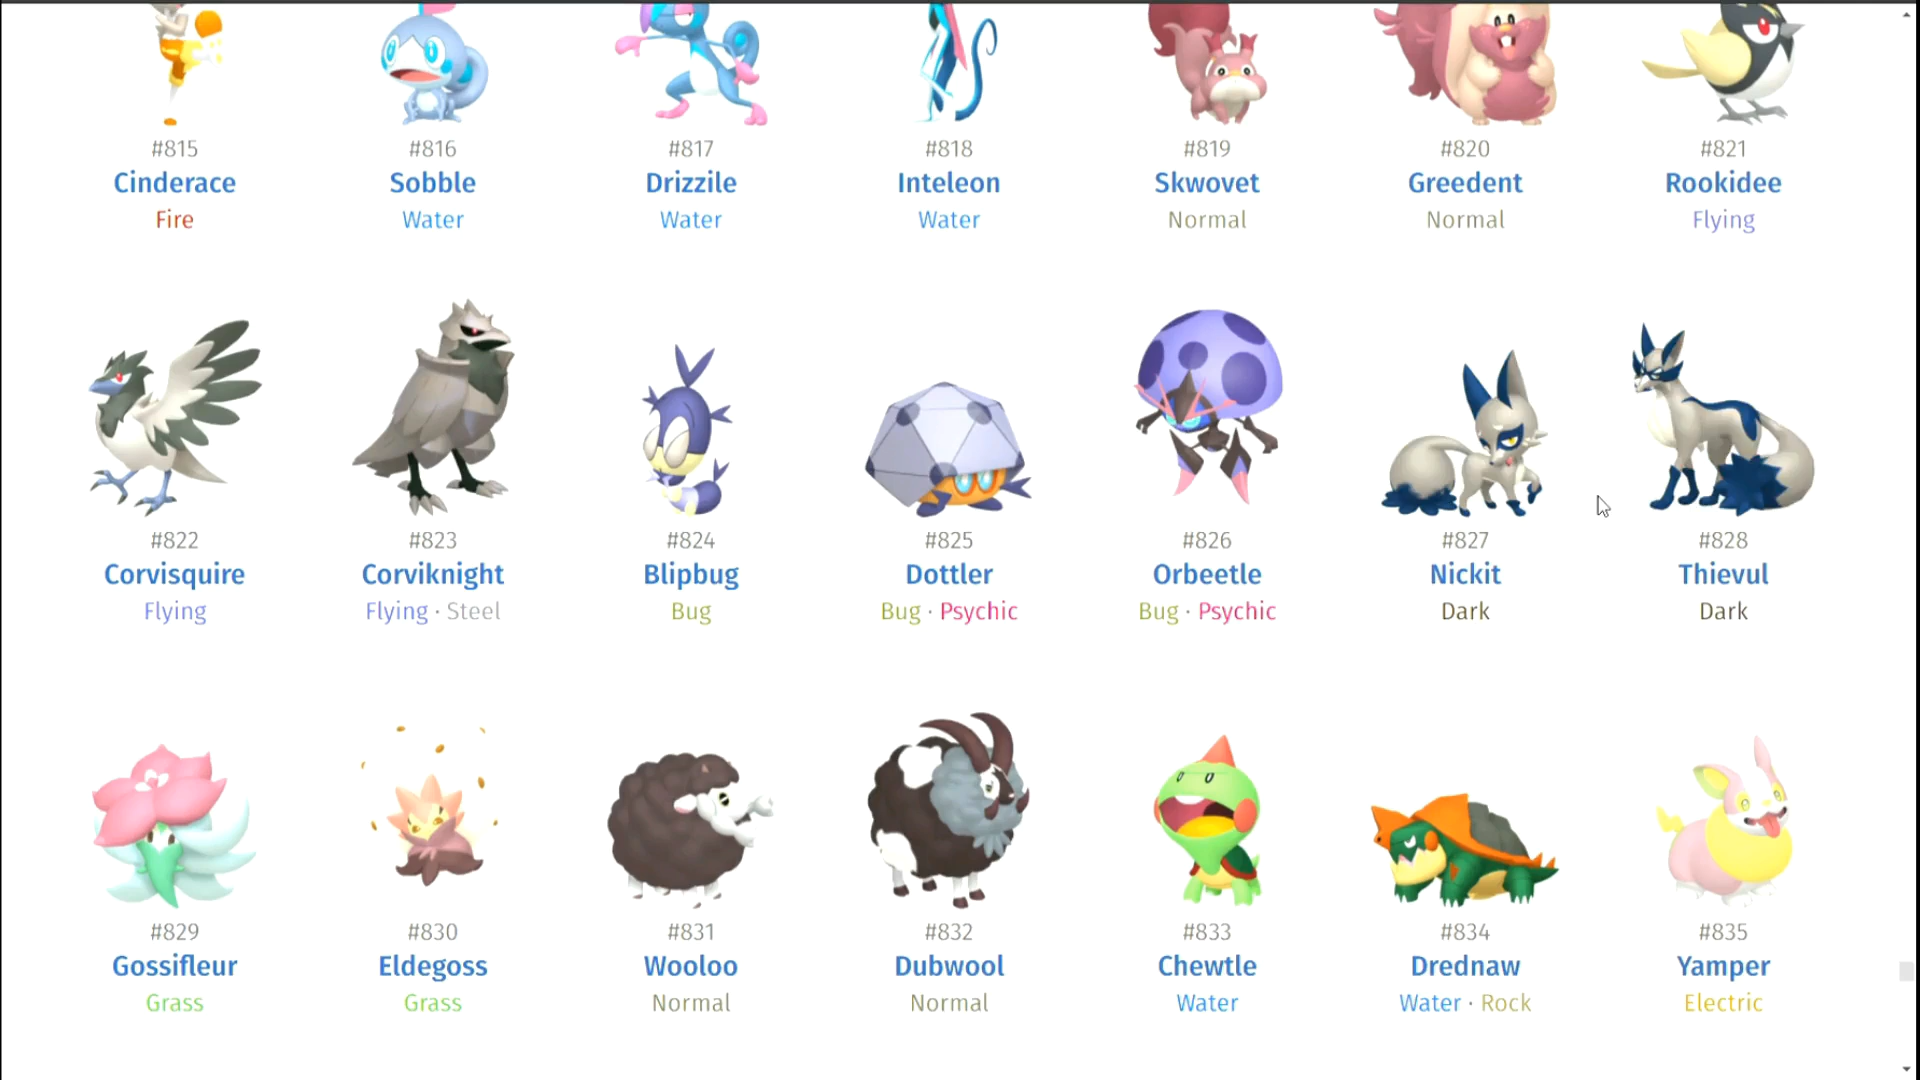 #815 #816 #817 #818 #819 #820 #821
Cinderace Sobble Drizzile Inteleon Skwovet Greedent Rookidee
Fire Water Water Water Normal Normal Flying
#822 #823 #824 #825 #826 #827 #828
Corvisquire Corviknight Blipbug Dottler Orbeetle Nickit Thievul
Flying Flying · Steel Bug Bug · Psychic Bug · Psychic Dark Dark
#829 #830 #831 #832 #833 #834 #835
Gossifleur Eldegoss Wooloo Dubwool Chewtle Drednaw Yamper
Grass Grass Normal Normal Water Water · Rock Electric